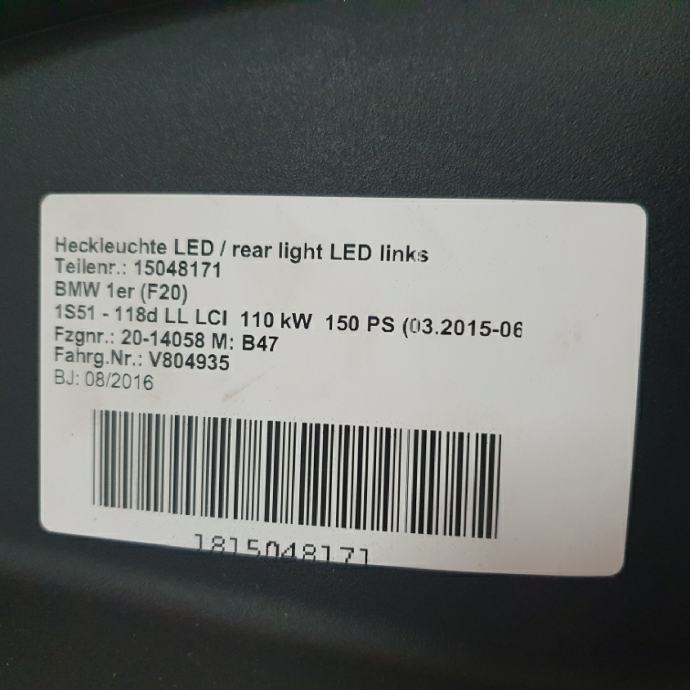 Heckleuchte LED / rear light LED links
Teilenr.: 15048171
BMW 1er (F20)
1S51 - 118d LL LCI 110 kW 150 PS (03.2015-06
Fzgnr.: 20-14058 M: B47
Fahrg.Nr.: V804935
BJ: 08/2016
1815048171